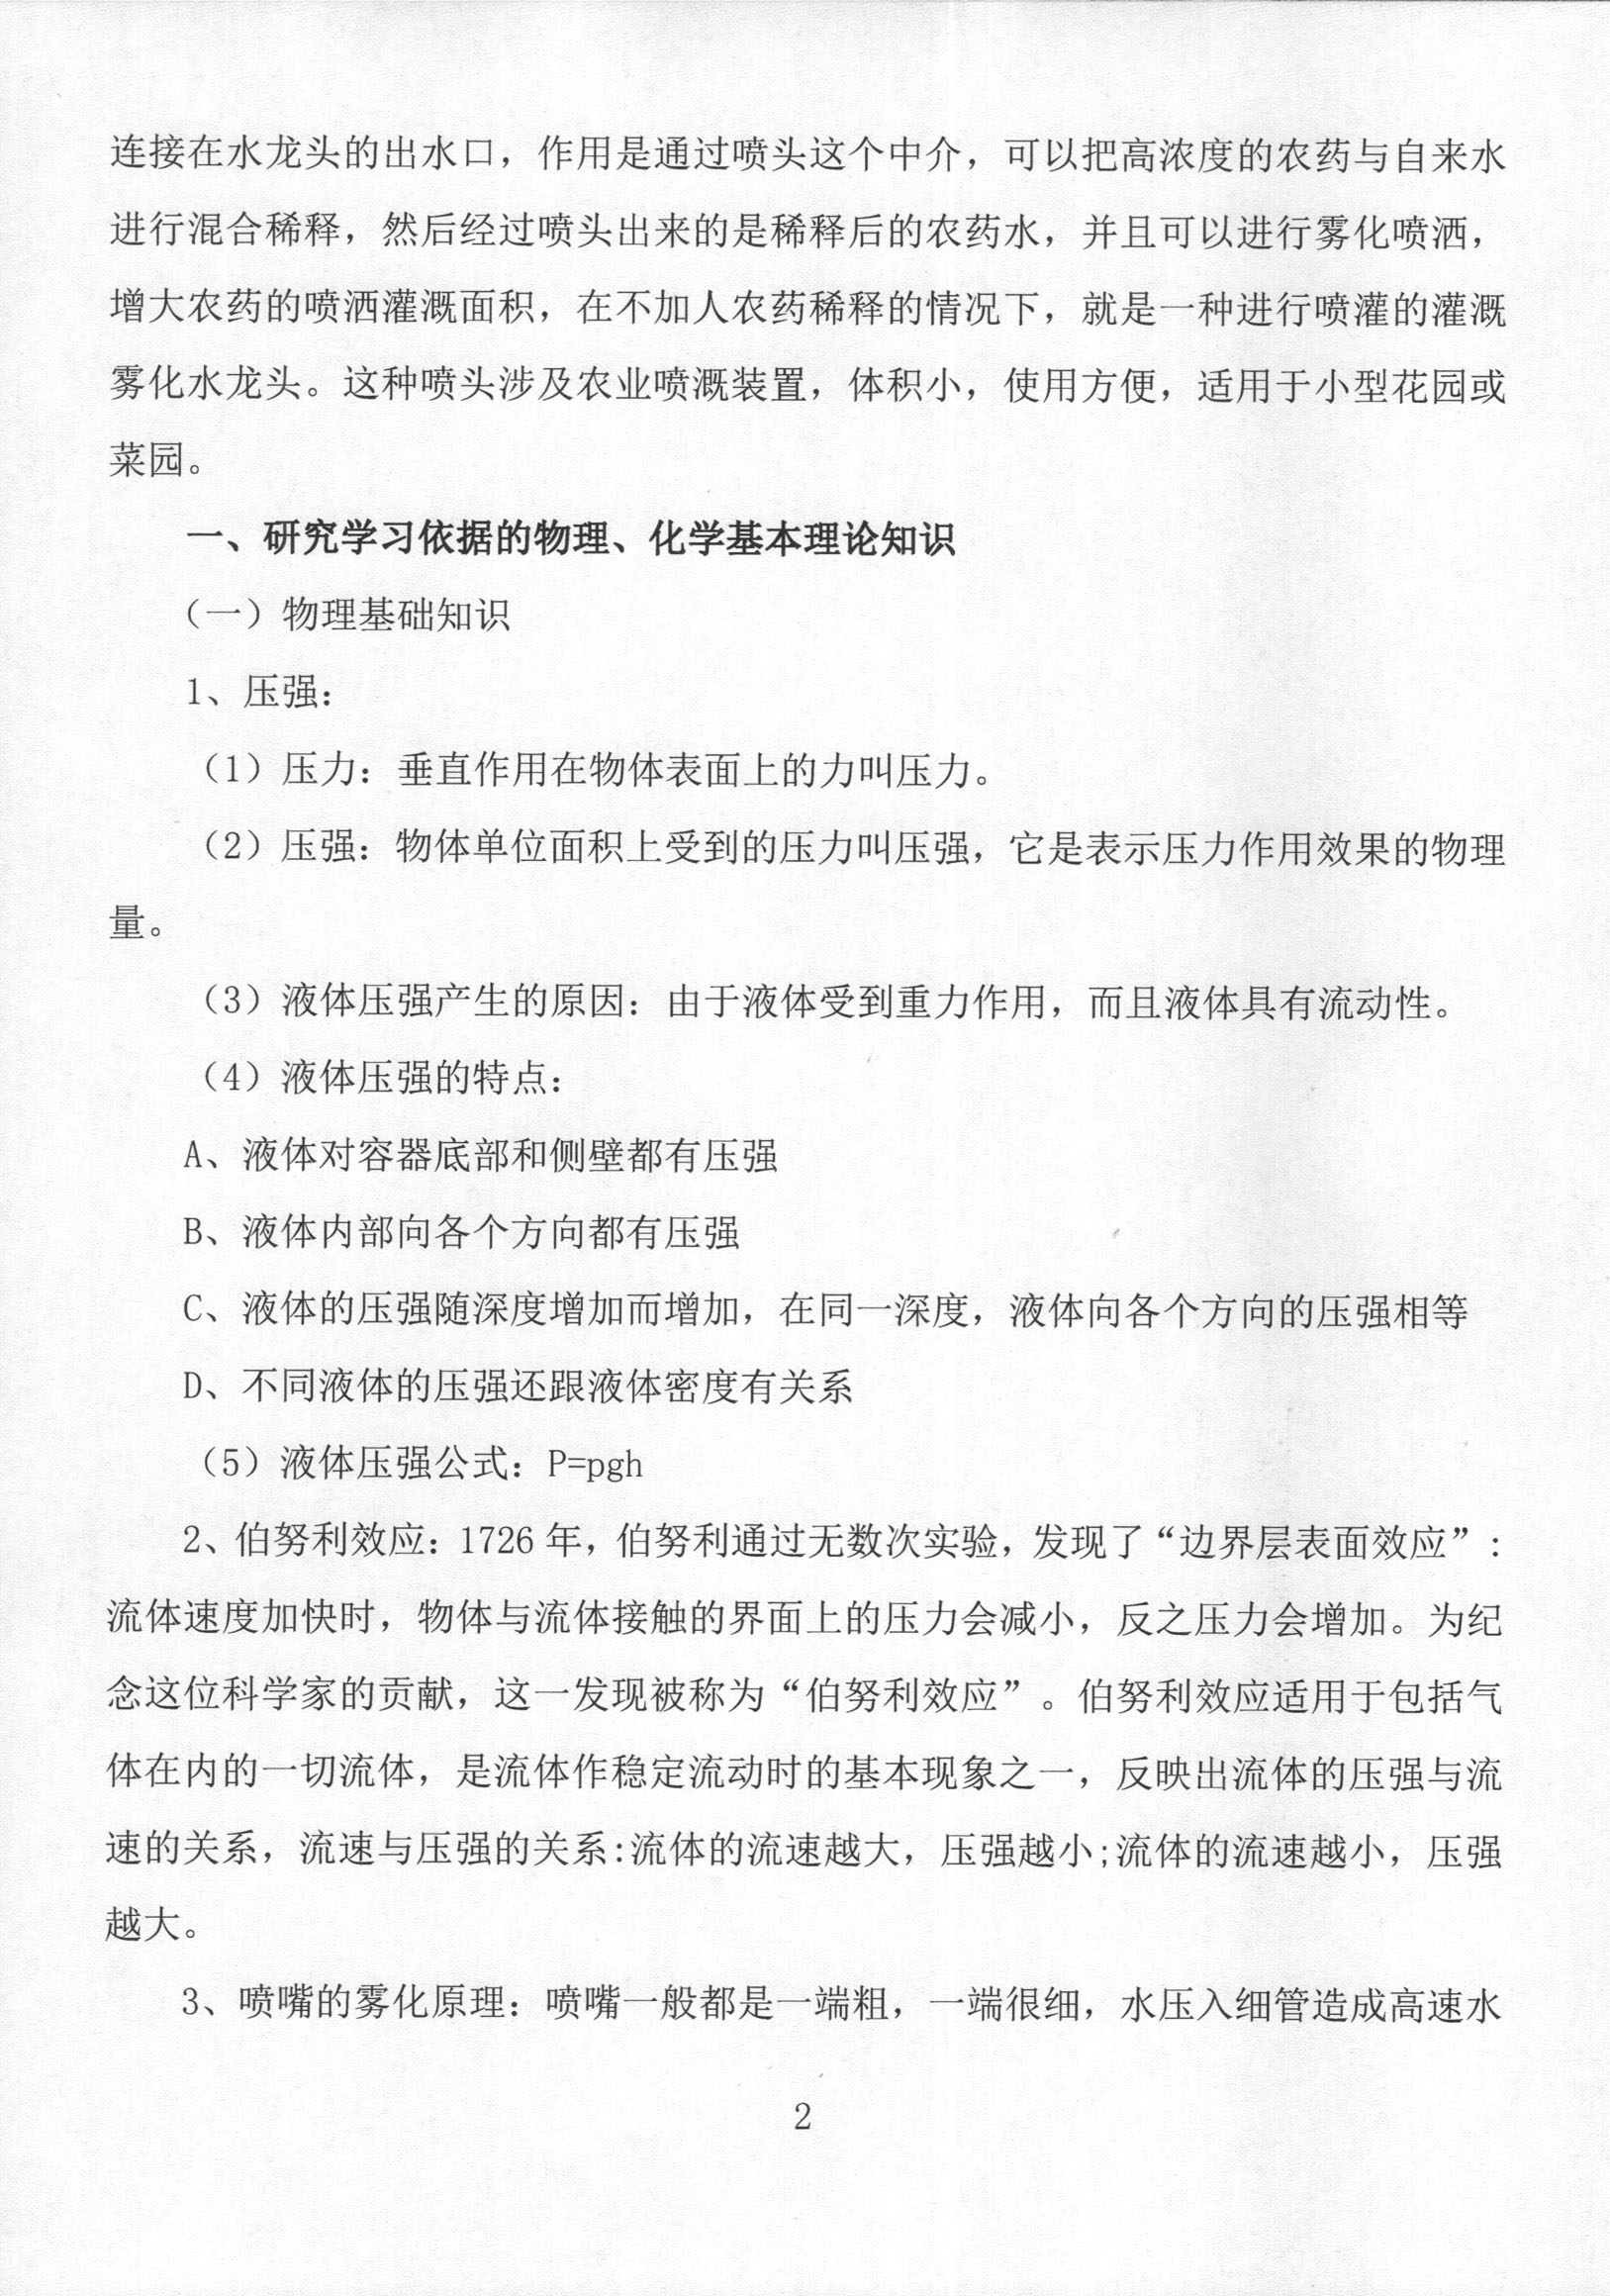 连接在水龙头的出水口，作用是通过喷头这个中介，可以把高浓度的农药与自来水
进行混合稀释，然后经过喷头出来的是稀释后的农药水，并且可以进行雾化喷洒，
增大农药的喷洒灌溉面积，在不加人农药稀释的情况下，就是一种进行喷灌的灌溉
雾化水龙头。这种喷头涉及农业喷溉装置，体积小，使用方便，适用于小型花园或
菜园。
一、研究学习依据的物理、化学基本理论知识
（一）物理基础知识
1、压强：
（1）压力：垂直作用在物体表面上的力叫压力。
（2）压强：物体单位面积上受到的压力叫压强，它是表示压力作用效果的物理
量。
（3）液体压强产生的原因：由于液体受到重力作用，而且液体具有流动性。
（4）液体压强的特点：
A、液体对容器底部和侧壁都有压强
B、液体内部向各个方向都有压强
C、液体的压强随深度增加而增加，在同一深度，液体向各个方向的压强相等
D、不同液体的压强还跟液体密度有关系
（5）液体压强公式：P=pgh
2、伯努利效应：1726 年，伯努利通过无数次实验，发现了“边界层表面效应”：
流体速度加快时，物体与流体接触的界面上的压力会减小，反之压力会增加。为纪
念这位科学家的贡献，这一发现被称为“伯努利效应”。伯努利效应适用于包括气
体在内的一切流体，是流体作稳定流动时的基本现象之一，反映出流体的压强与流
速的关系，流速与压强的关系:流体的流速越大，压强越小;流体的流速越小，压强
越大。
3、喷嘴的雾化原理：喷嘴一般都是一端粗，一端很细，水压入细管造成高速水
2